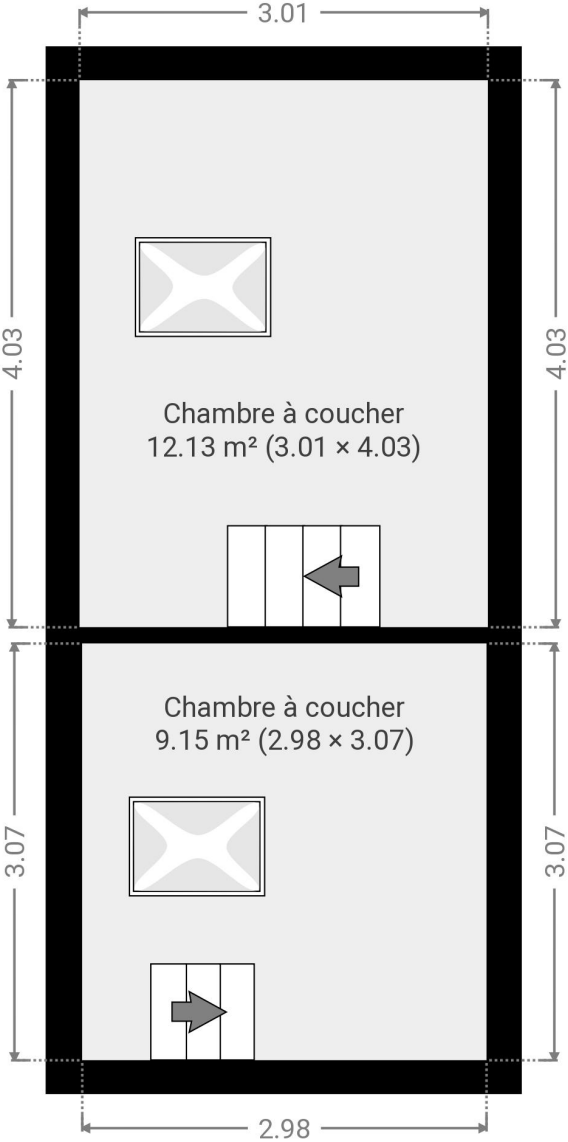 3.01
4.03
4.03
Chambre à coucher
12.13 m² (3.01 × 4.03)
Chambre à coucher
9.15 m² (2.98 × 3.07)
3.07
3.07
2.98